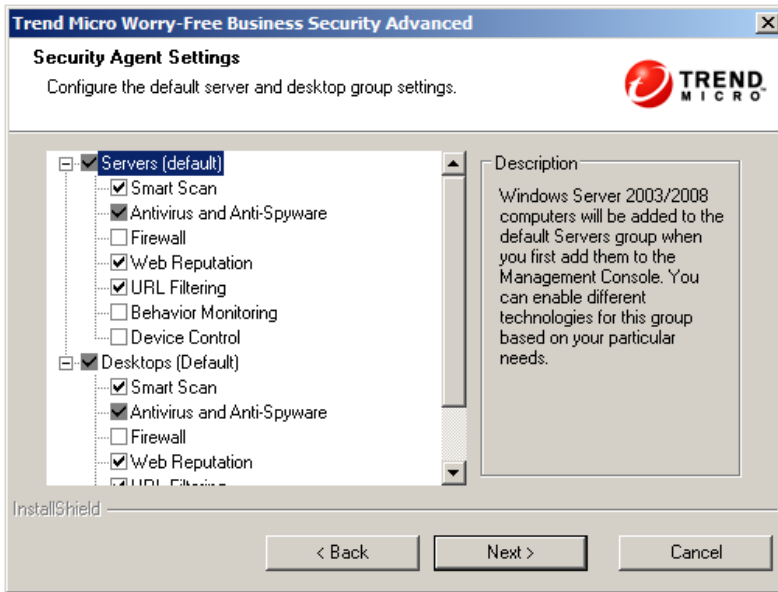 Trend Micro Worry-Free Business Security Advanced
Security Agent Settings
Configure the default server and desktop group settings.
TREND
MICRO
Servers (default)
Smart Scan
Antivirus and Anti-Spyware
Firewall
Web Reputation
URL Filtering
Behavior Monitoring
Device Control
Desktops (Default)
Smart Scan
Antivirus and Anti-Spyware
Firewall
Web Reputation
URL Filtering
Description
Windows Server 2003/2008
computers will be added to the
default Servers group when
you first add them to the
Management Console. You
can enable different
technologies for this group
based on your particular
needs.
InstallShield
< Back
Next >
Cancel